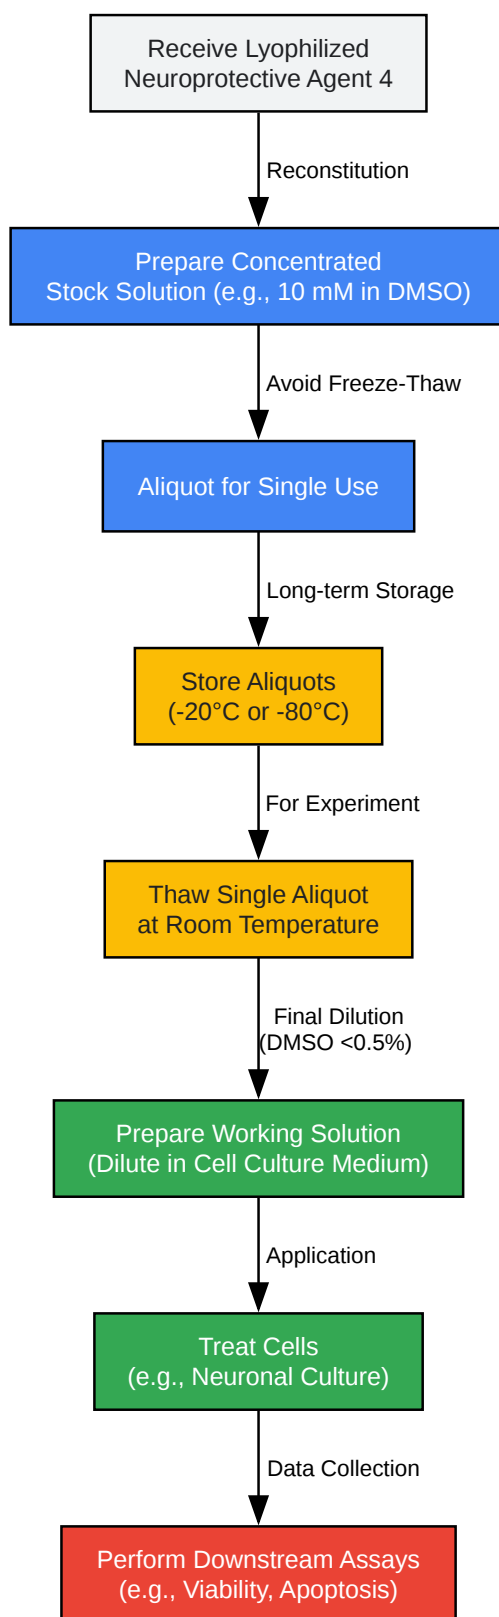 Receive Lyophilized
Neuroprotective Agent 4
Reconstitution
Prepare Concentrated
Stock Solution (e.g., 10 mM in DMSO)
Avoid Freeze-Thaw
Aliquot for Single Use
Long-term Storage
Store Aliquots
(-20°C or -80°C)
For Experiment
Thaw Single Aliquot
at Room Temperature
Final Dilution
(DMSO <0.5%)
Prepare Working Solution
(Dilute in Cell Culture Medium)
Application
Treat Cells
(e.g., Neuronal Culture)
Data Collection
Perform Downstream Assays
(e.g., Viability, Apoptosis)